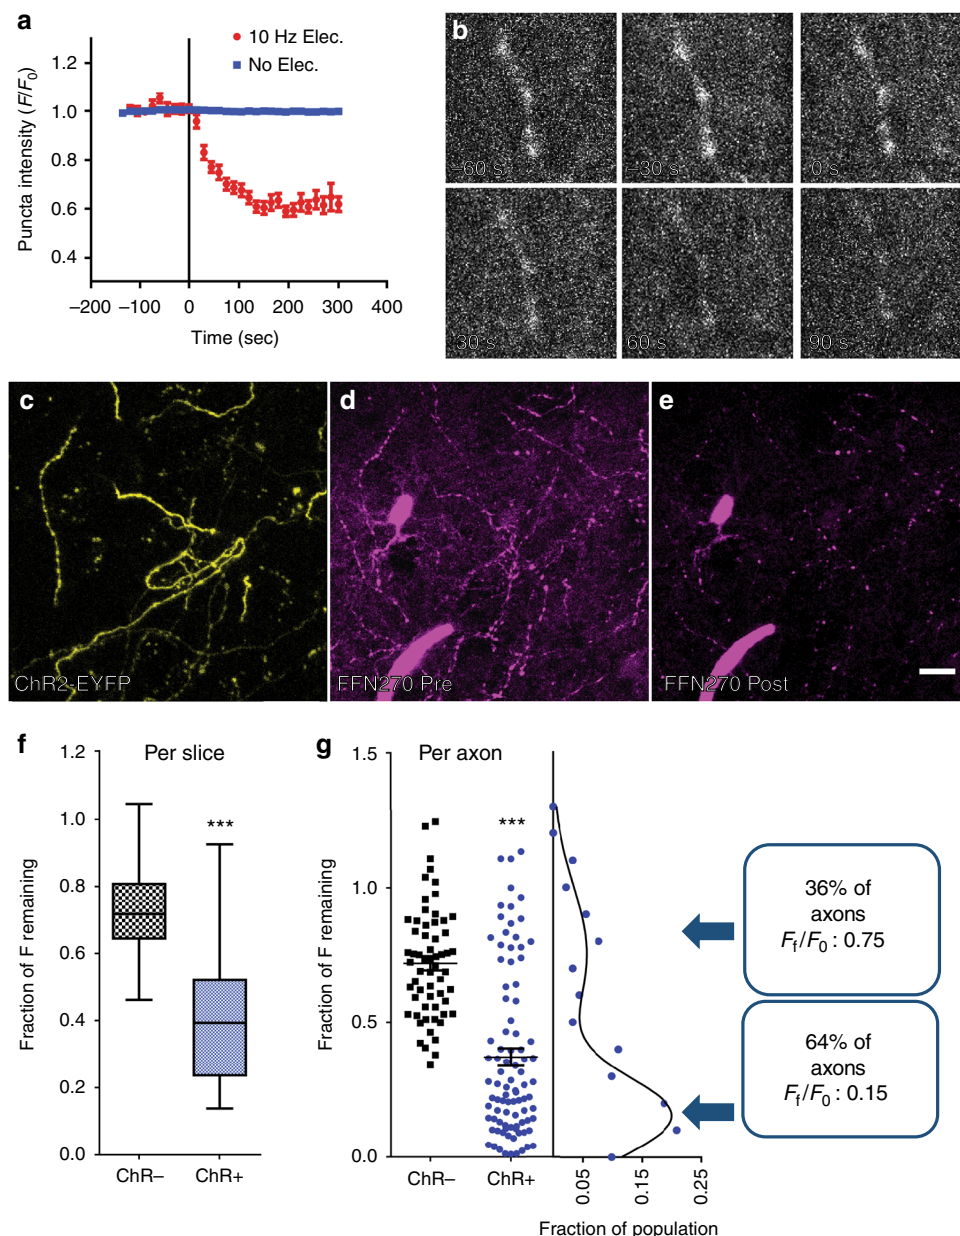 a
10 Hz Elec.
No Elec.
Puncta intensity (F/F0)
1.2
1.0
0.8
0.6
0.4
–200
–100
0
100
200
300
400
Time (sec)
b
–60 s
–30 s
0 s
30 s
60 s
90 s
c
ChR2-EYFP
d
FFN270 Pre
e
FFN270 Post
f
Per slice
Fraction of F remaining
1.2
1.0
0.8
0.6
0.4
0.2
0.0
***
ChR–
ChR+
g
Per axon
Fraction of F remaining
1.5
1.0
0.5
0.0
***
ChR–
ChR+
0.05
0.15
0.25
Fraction of population
36% of
axons
Ff/F0 : 0.75
64% of
axons
Ff/F0 : 0.15